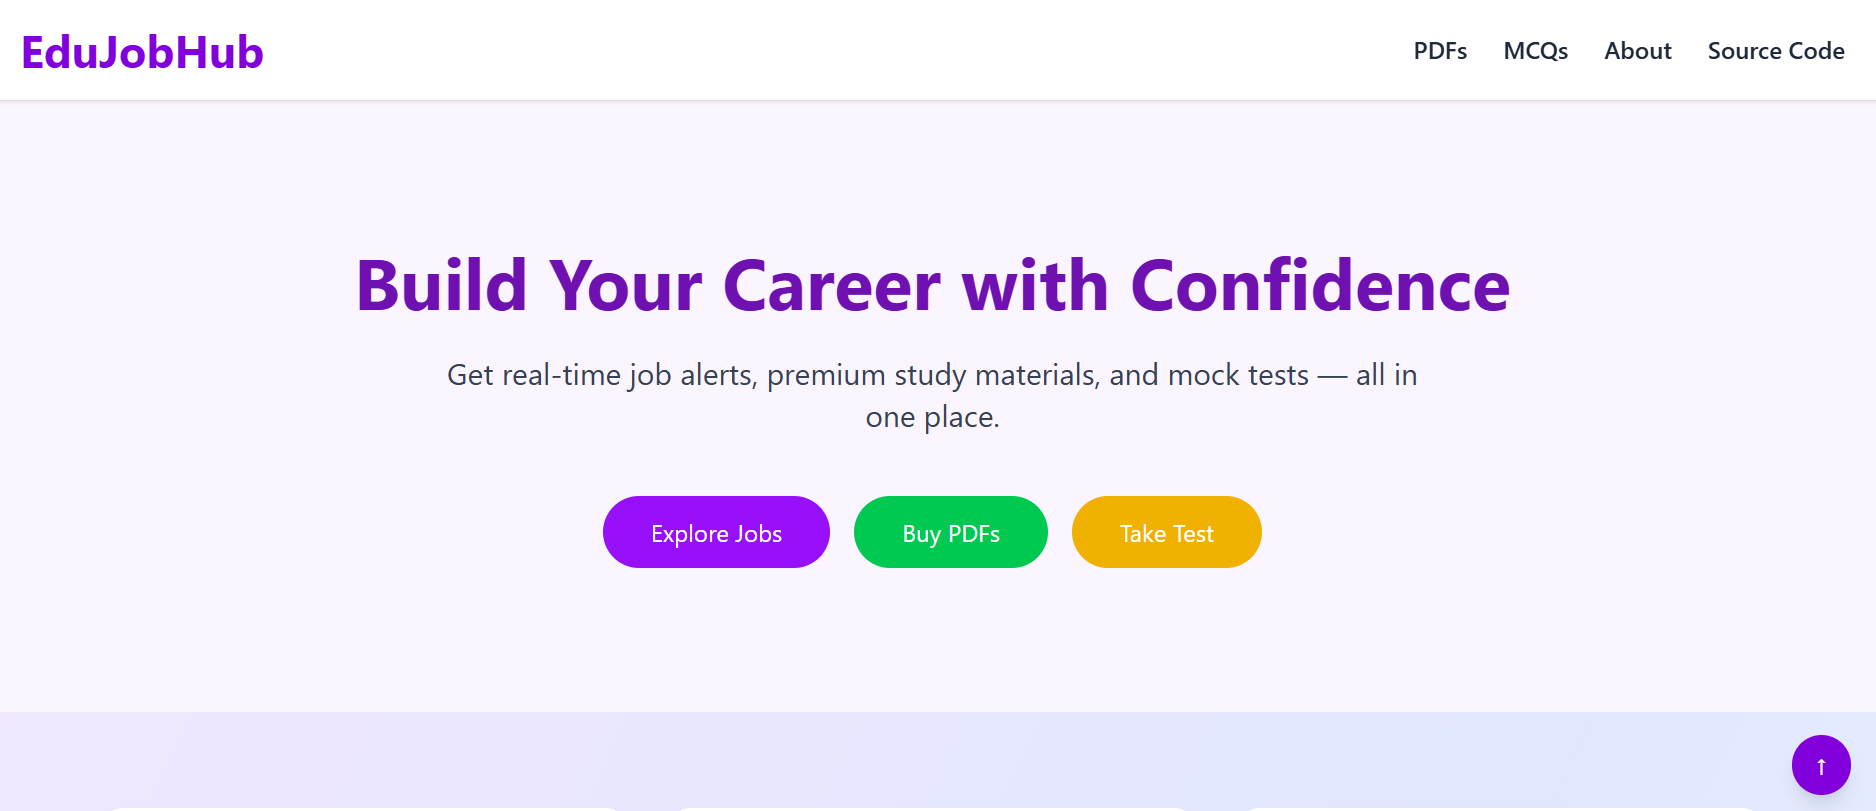 EduJobHub
PDFs MCQs About Source Code
Build Your Career with Confidence
Get real-time job alerts, premium study materials, and mock tests — all in
one place.
Explore Jobs Buy PDFs Take Test
↑